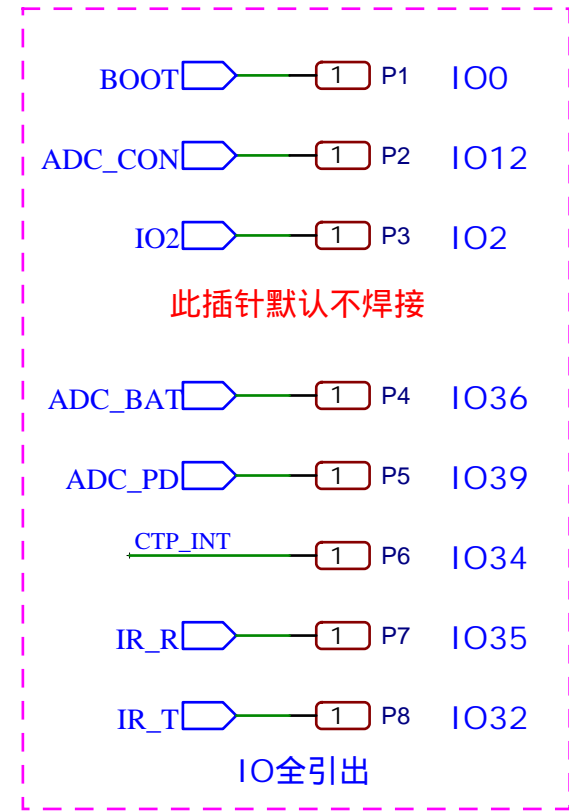 BOOT 1 P1 IO0
ADC_CON 1 P2 IO12
IO2 1 P3 IO2
此插针默认不焊接
ADC_BAT 1 P4 IO36
ADC_PD 1 P5 IO39
CTP_INT 1 P6 IO34
IR_R 1 P7 IO35
IR_T 1 P8 IO32
IO全引出